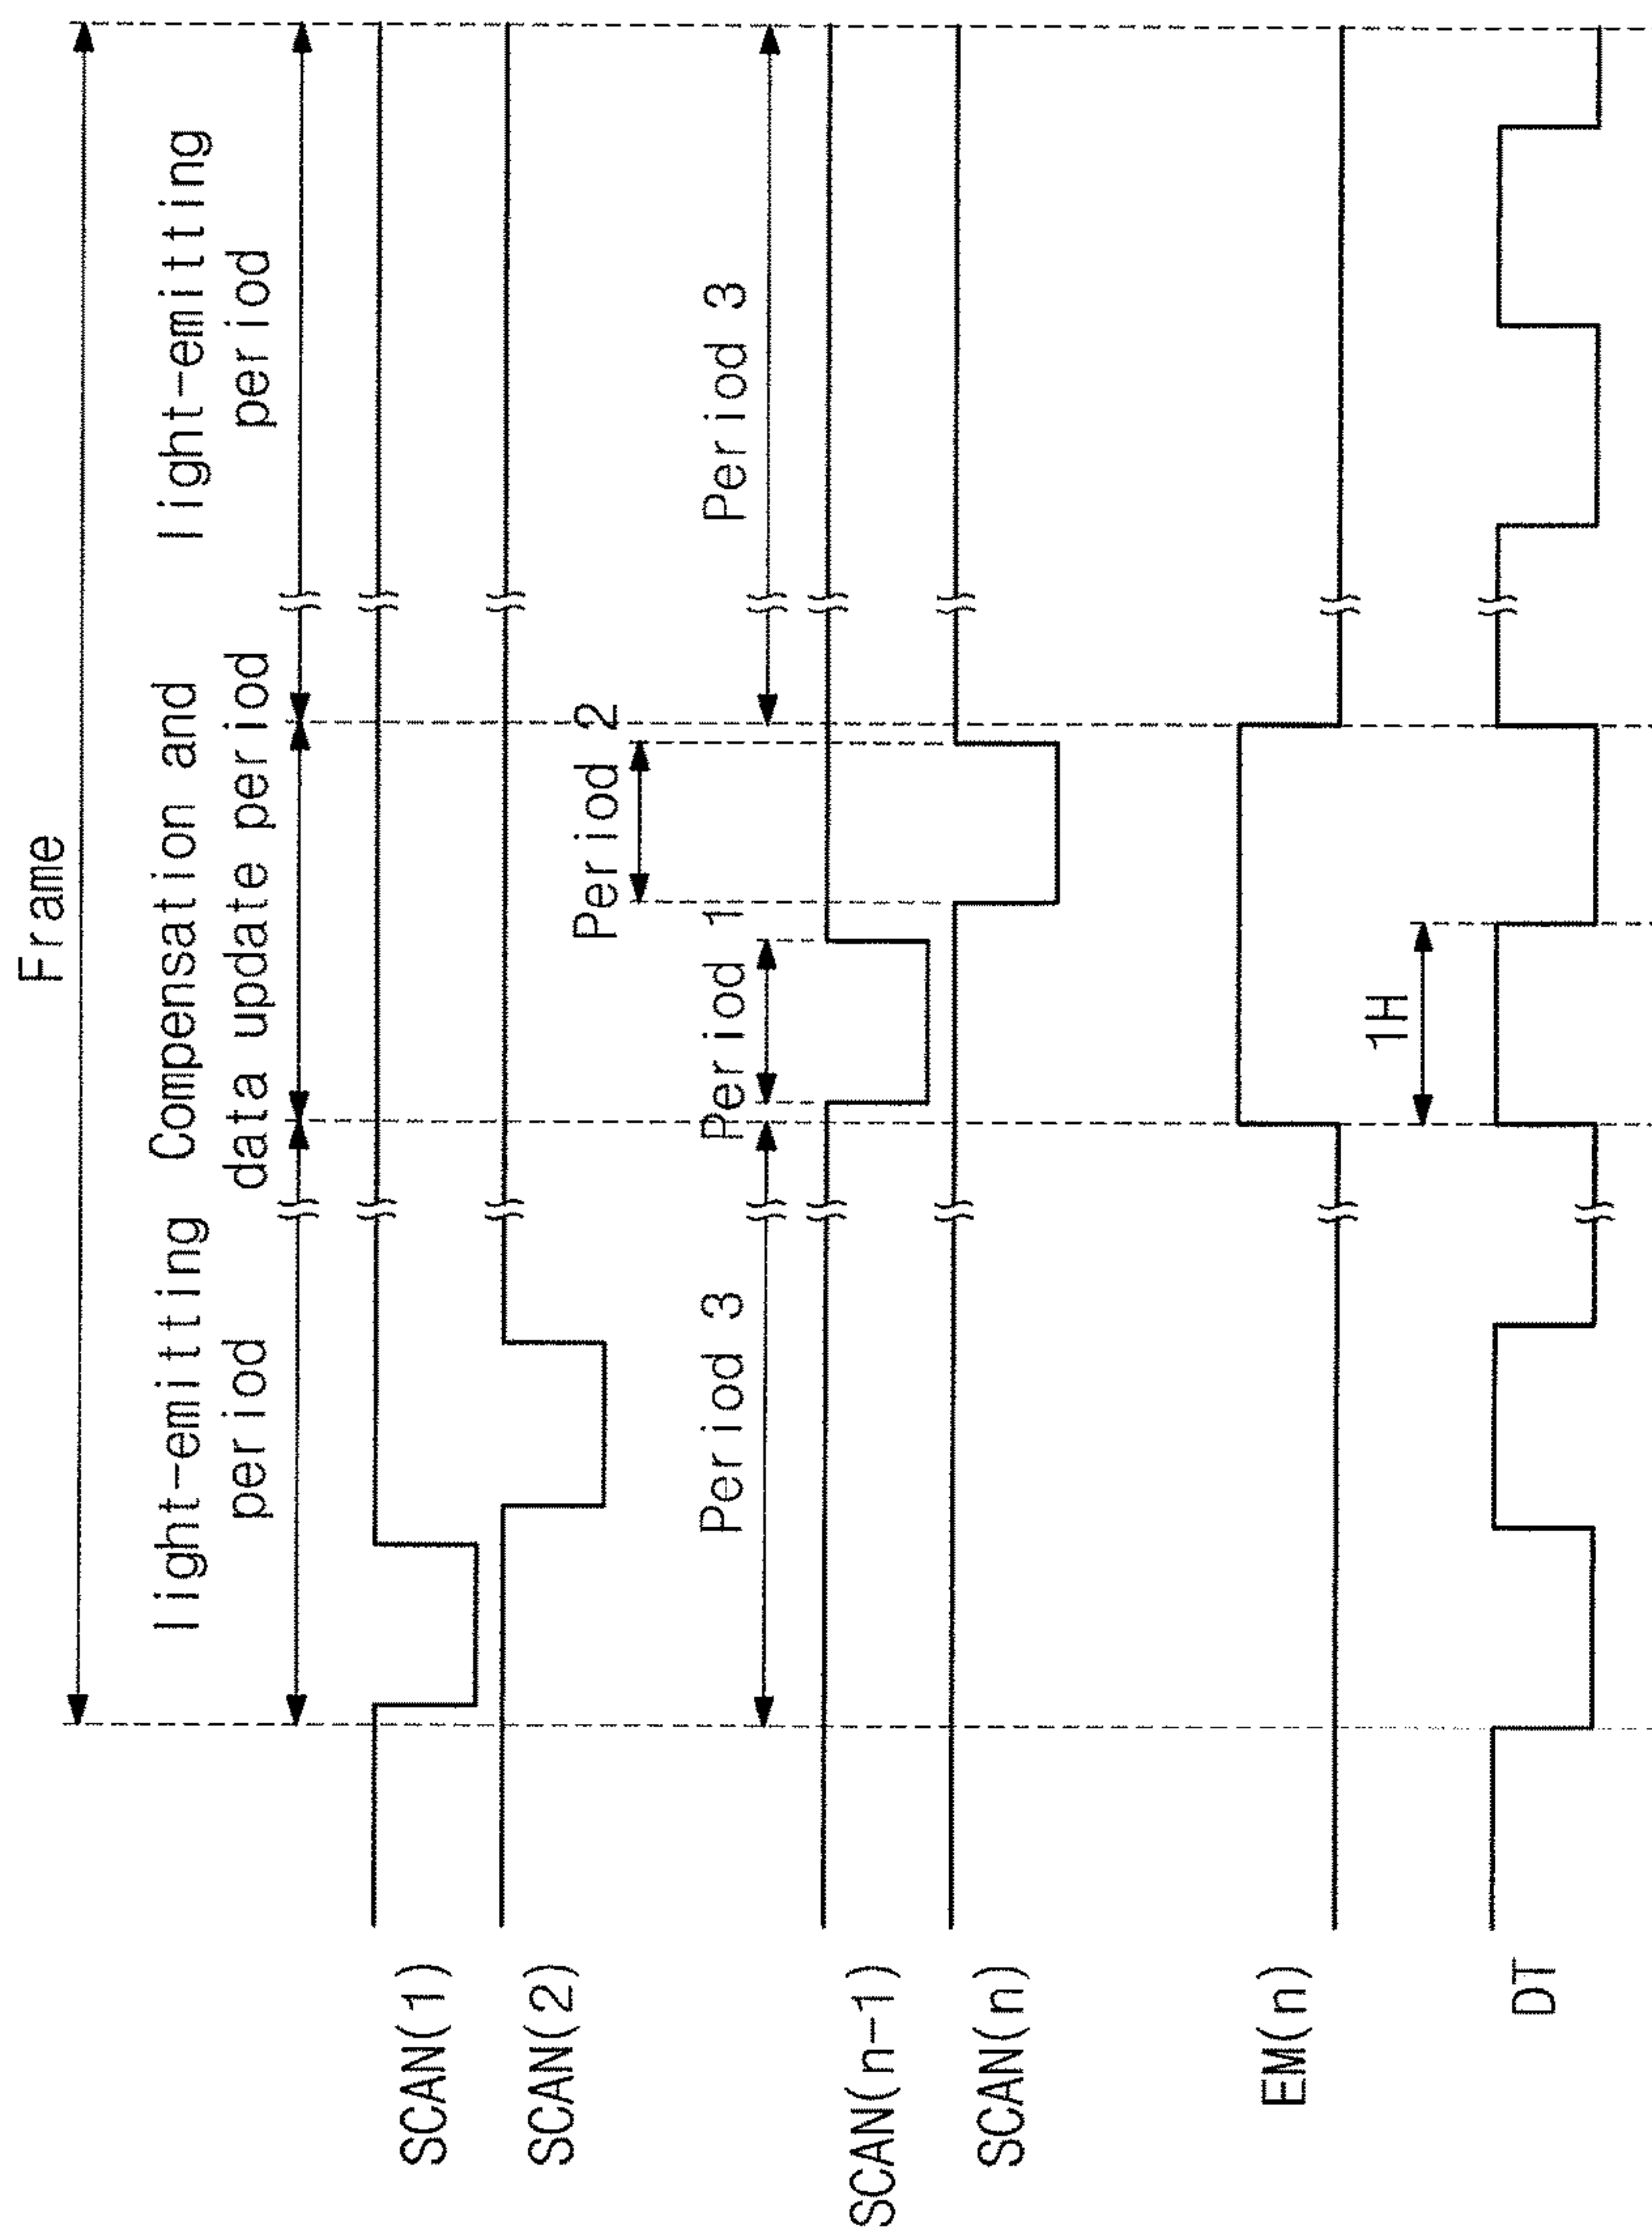 Frame
light-emitting
period
Compensation and
data update period
light-emitting
period
SCAN(1)
SCAN(2)
Period 2
Period 3
Period 1
Period 3
SCAN(n-1)
SCAN(n)
EM(n)
1H
DT